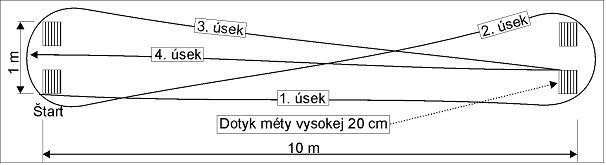 3. úsek
2. úsek
4. úsek
1 m
Štart
1. úsek
Dotyk méty vysokej 20 cm
10 m